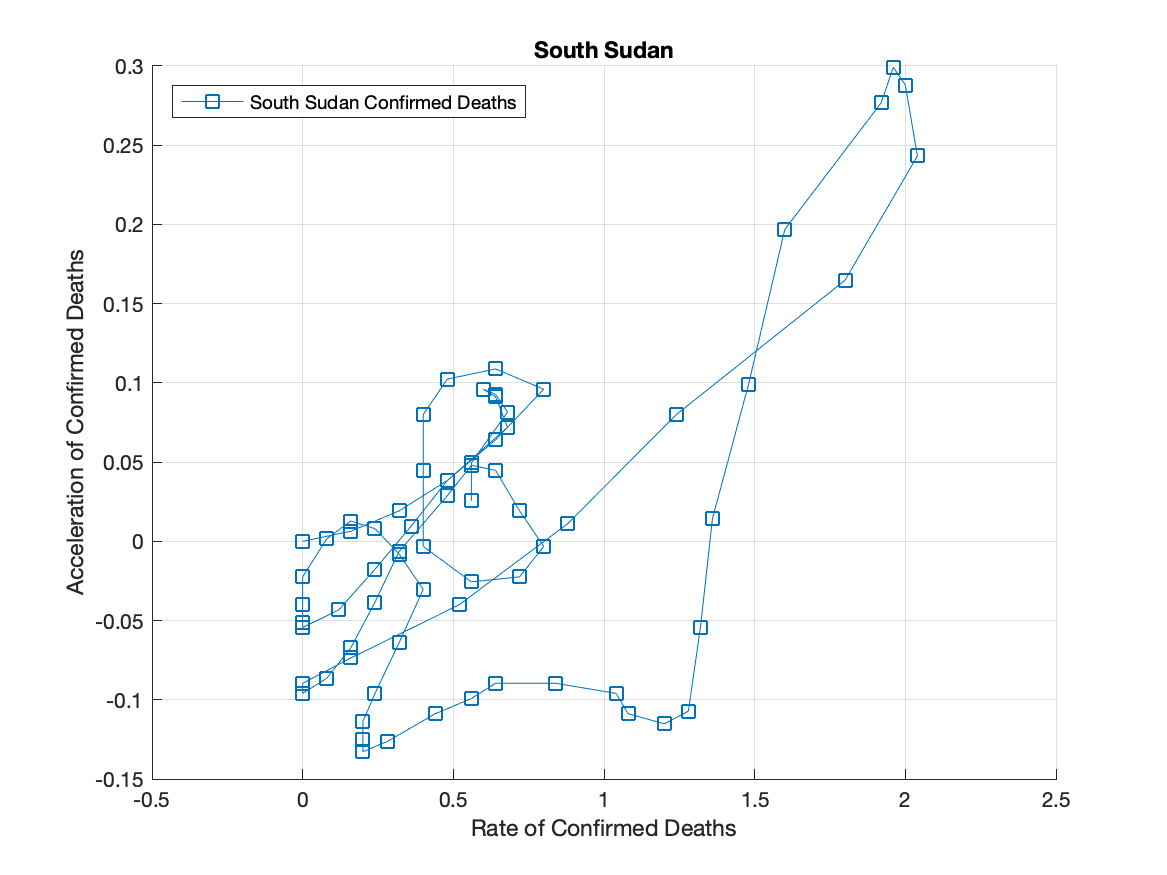 South Sudan
South Sudan Confirmed Deaths
0.3
0.25
0.2
0.15
0.1
0.05
0
-0.05
-0.1
-0.15
Acceleration of Confirmed Deaths
-0.5 0 0.5 1 1.5 2 2.5
Rate of Confirmed Deaths